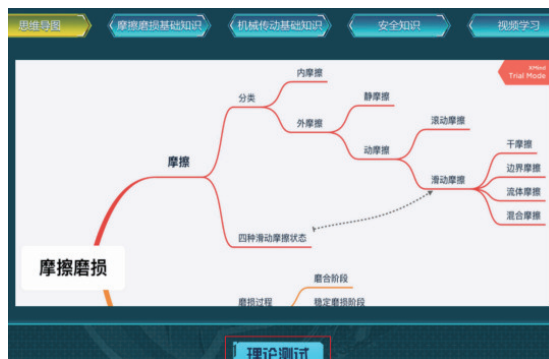 思维导图
摩擦磨损基础知识
机械传动基础知识
安全知识
视频学习
XMind
Trial Mode
内摩擦
分类
静摩擦
外摩擦
滚动摩擦
动摩擦
干摩擦
摩擦
边界摩擦
滑动摩擦
流体摩擦
混合摩擦
四种滑动摩擦状态
摩擦磨损
磨合阶段
磨损过程
稳定磨损阶段
理论测试